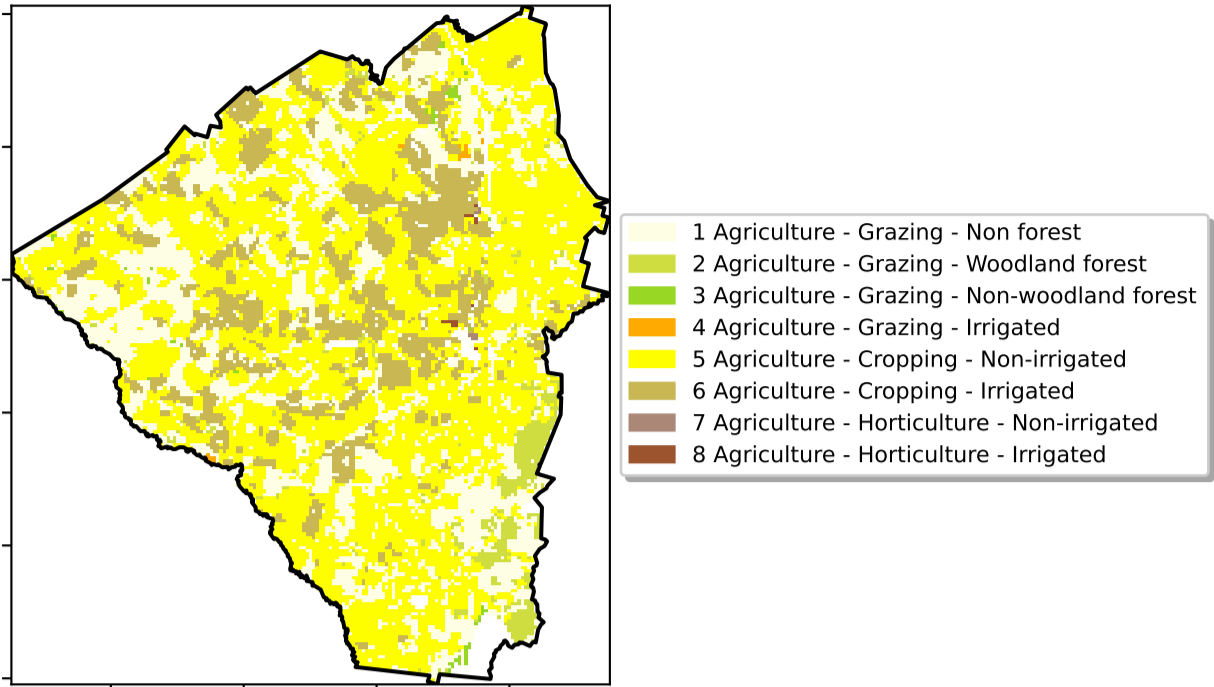 1 Agriculture - Grazing - Non forest
2 Agriculture - Grazing - Woodland forest
3 Agriculture - Grazing - Non-woodland forest
4 Agriculture - Grazing - Irrigated
5 Agriculture - Cropping - Non-irrigated
6 Agriculture - Cropping - Irrigated
7 Agriculture - Horticulture - Non-irrigated
8 Agriculture - Horticulture - Irrigated